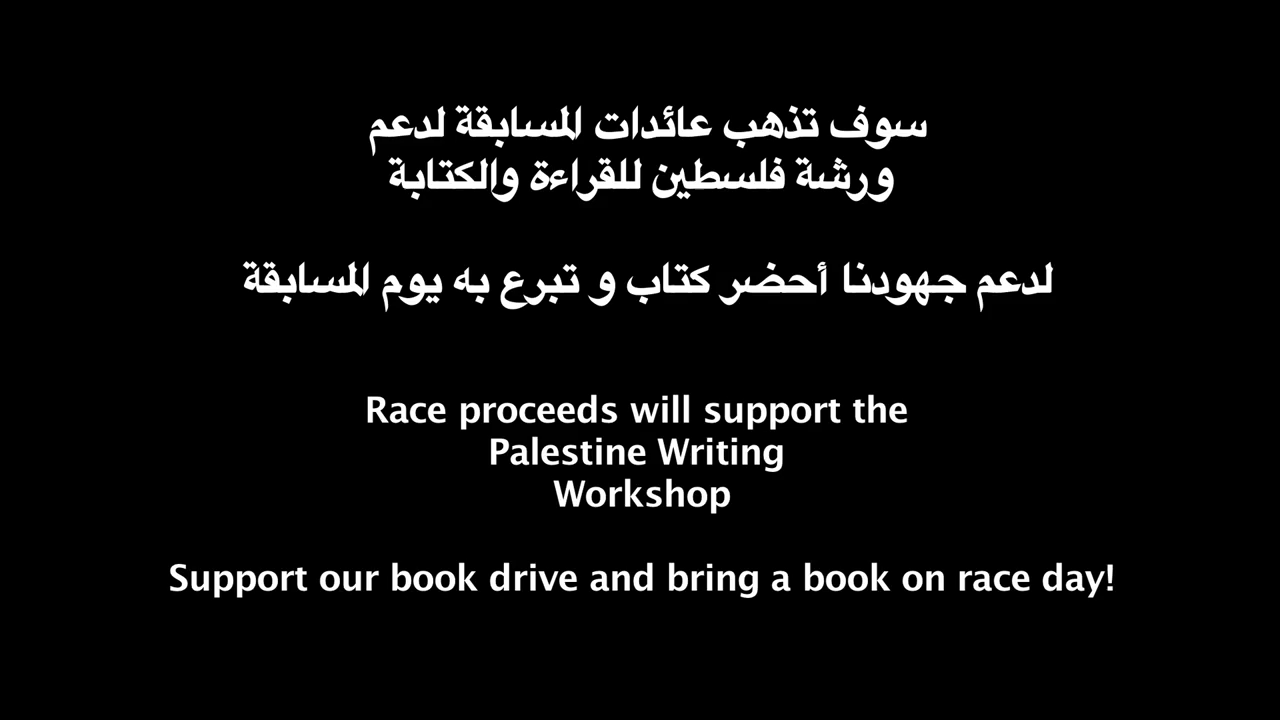 سوف تذهب عائدات المسابقة لدعم
ورشة فلسطين للقراءة والكتابة
لدعم جهودنا أحضر كتاب و تبرع به يوم المسابقة
Race proceeds will support the
Palestine Writing
Workshop
Support our book drive and bring a book on race day!